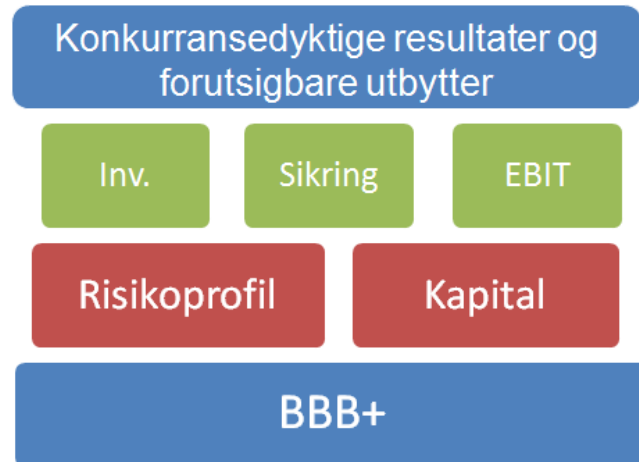 Konkurransedyktige resultater og
forutsigbare utbytter
Inv.
Sikring
EBIT
Risikoprofil
Kapital
BBB+